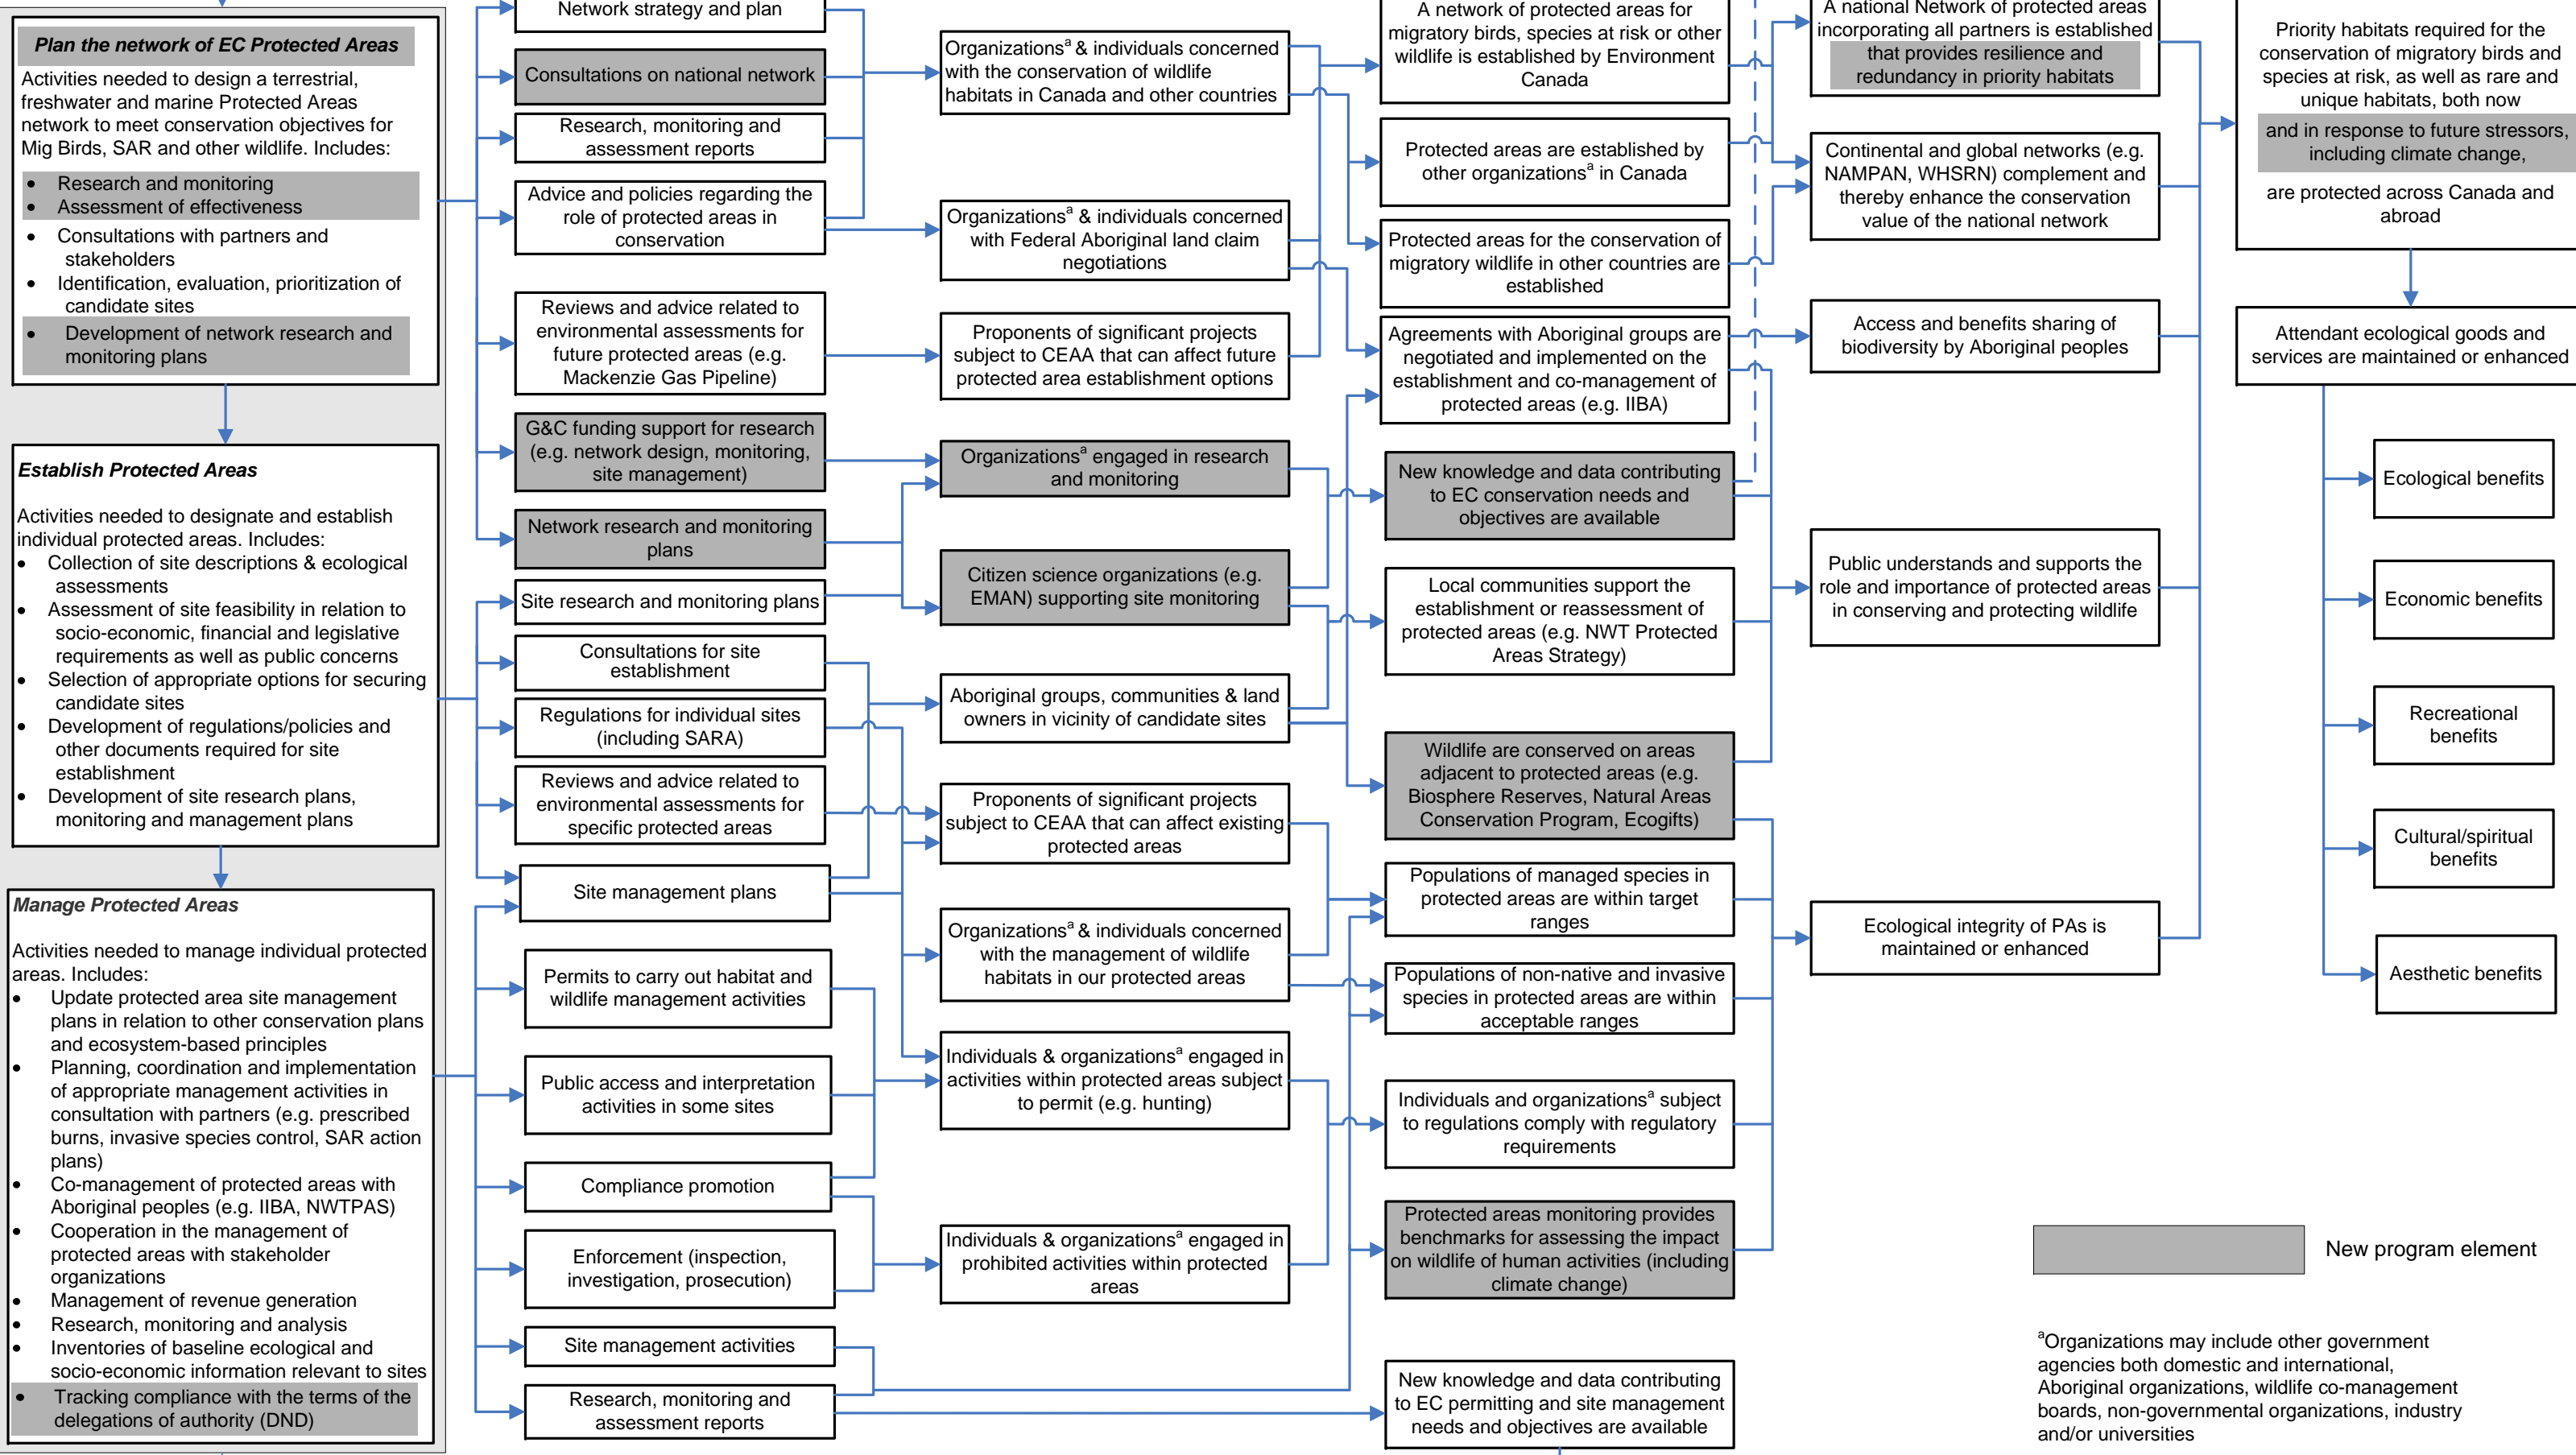 Plan the network of EC Protected Areas
Activities needed to design a terrestrial,
freshwater and marine Protected Areas
network to meet conservation objectives for
Mig Birds, SAR and other wildlife. Includes:
• Research and monitoring
• Assessment of effectiveness
• Consultations with partners and
stakeholders
• Identification, evaluation, prioritization of
candidate sites
• Development of network research and
monitoring plans
Establish Protected Areas
Activities needed to designate and establish
individual protected areas. Includes:
• Collection of site descriptions & ecological
assessments
• Assessment of site feasibility in relation to
socio-economic, financial and legislative
requirements as well as public concerns
• Selection of appropriate options for securing
candidate sites
• Development of regulations/policies and
other documents required for site
establishment
• Development of site research plans,
monitoring and management plans
Manage Protected Areas
Activities needed to manage individual protected
areas. Includes:
• Update protected area site management
plans in relation to other conservation plans
and ecosystem-based principles
• Planning, coordination and implementation
of appropriate management activities in
consultation with partners (e.g. prescribed
burns, invasive species control, SAR action
plans)
• Co-management of protected areas with
Aboriginal peoples (e.g. IIBA, NWTPAS)
• Cooperation in the management of
protected areas with stakeholder
organizations
• Management of revenue generation
• Research, monitoring and analysis
• Inventories of baseline ecological and
socio-economic information relevant to sites
• Tracking compliance with the terms of the
delegations of authority (DND)
Network strategy and plan
Consultations on national network
Research, monitoring and
assessment reports
Advice and policies regarding the
role of protected areas in
conservation
Reviews and advice related to
environmental assessments for
future protected areas (e.g.
Mackenzie Gas Pipeline)
G&C funding support for research
(e.g. network design, monitoring,
site management)
Network research and monitoring
plans
Site research and monitoring plans
Consultations for site
establishment
Regulations for individual sites
(including SARA)
Reviews and advice related to
environmental assessments for
specific protected areas
Site management plans
Permits to carry out habitat and
wildlife management activities
Public access and interpretation
activities in some sites
Compliance promotion
Enforcement (inspection,
investigation, prosecution)
Site management activities
Research, monitoring and
assessment reports
Organizationsa & individuals concerned
with the conservation of wildlife
habitats in Canada and other countries
Organizationsa & individuals concerned
with Federal Aboriginal land claim
negotiations
Proponents of significant projects
subject to CEAA that can affect future
protected area establishment options
Organizationsa engaged in research
and monitoring
Citizen science organizations (e.g.
EMAN) supporting site monitoring
Aboriginal groups, communities & land
owners in vicinity of candidate sites
Proponents of significant projects
subject to CEAA that can affect existing
protected areas
Organizationsa & individuals concerned
with the management of wildlife
habitats in our protected areas
Individuals & organizationsa engaged in
activities within protected areas subject
to permit (e.g. hunting)
Individuals & organizationsa engaged in
prohibited activities within protected
areas
A network of protected areas for
migratory birds, species at risk or other
wildlife is established by Environment
Canada
Protected areas are established by
other organizationsa in Canada
Protected areas for the conservation of
migratory wildlife in other countries are
established
Agreements with Aboriginal groups are
negotiated and implemented on the
establishment and co-management of
protected areas (e.g. IIBA)
New knowledge and data contributing
to EC conservation needs and
objectives are available
Local communities support the
establishment or reassessment of
protected areas (e.g. NWT Protected
Areas Strategy)
Wildlife are conserved on areas
adjacent to protected areas (e.g.
Biosphere Reserves, Natural Areas
Conservation Program, Ecogifts)
Populations of managed species in
protected areas are within target
ranges
Populations of non-native and invasive
species in protected areas are within
acceptable ranges
Individuals and organizationsa subject
to regulations comply with regulatory
requirements
Protected areas monitoring provides
benchmarks for assessing the impact
on wildlife of human activities (including
climate change)
New knowledge and data contributing
to EC permitting and site management
needs and objectives are available
A national Network of protected areas
incorporating all partners is established
that provides resilience and
redundancy in priority habitats
Continental and global networks (e.g.
NAMPAN, WHSRN) complement and
thereby enhance the conservation
value of the national network
Access and benefits sharing of
biodiversity by Aboriginal peoples
Public understands and supports the
role and importance of protected areas
in conserving and protecting wildlife
Ecological integrity of PAs is
maintained or enhanced
Priority habitats required for the
conservation of migratory birds and
species at risk, as well as rare and
unique habitats, both now
and in response to future stressors,
including climate change,
are protected across Canada and
abroad
Attendant ecological goods and
services are maintained or enhanced
Ecological benefits
Economic benefits
Recreational
benefits
Cultural/spiritual
benefits
Aesthetic benefits
New program element
aOrganizations may include other government
agencies both domestic and international,
Aboriginal organizations, wildlife co-management
boards, non-governmental organizations, industry
and/or universities